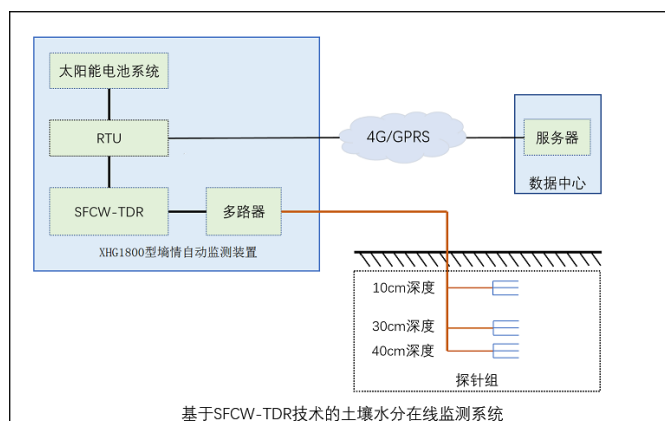 太阳能电池系统
RTU
4G/GPRS
服务器
数据中心
SFCW-TDR
多路器
XHG1800型墒情自动监测装置
10cm深度
30cm深度
40cm深度
探针组
基于SFCW-TDR技术的土壤水分在线监测系统